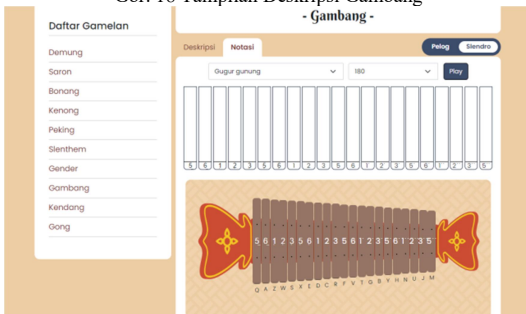 Gbr. 10 Tampilan Deskripsi Gambang
- Gambang -
Daftar Gamelan
Demung
Saron
Bonang
Kenong
Peking
Slenthem
Gender
Gambang
Kendang
Gong
Deskripsi Notasi
Pelog Slendro
Gugur gunung 180 Play
5 6 1 2 3 5 6 1 2 3 5 6 1 2 3 5 6 1 2 3 5
5 6 1 2 3 5 6 1 2 3 5 6 1 2 3 5 6 1 2 3 5
Q A Z W S X E D C R F V T G B Y H N U J M